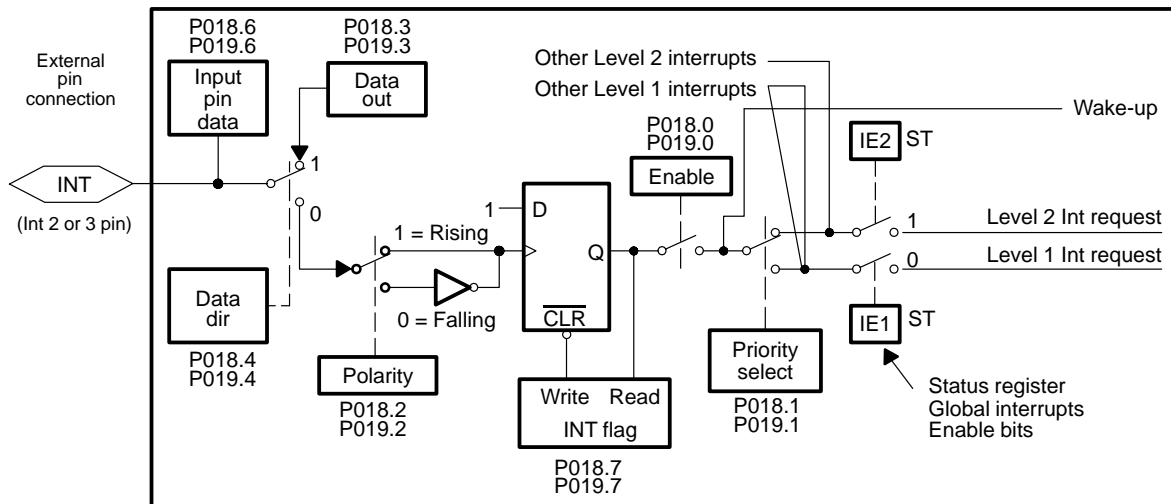 P018.6
P019.6
P018.3
P019.3
External
pin
connection
Input
pin
data
Data
out
Other Level 2 interrupts
Other Level 1 interrupts
Wake-up
P018.0
P019.0
IE2
ST
Enable
1
INT
(Int 2 or 3 pin)
0
1
D
Q
1 = Rising
1
Level 2 Int request
0
Level 1 Int request
Data
dir
0 = Falling
CLR
IE1
ST
P018.4
P019.4
Polarity
Priority
select
P018.2
P019.2
Write
Read
INT flag
P018.1
P019.1
Status register
Global interrupts
Enable bits
P018.7
P019.7